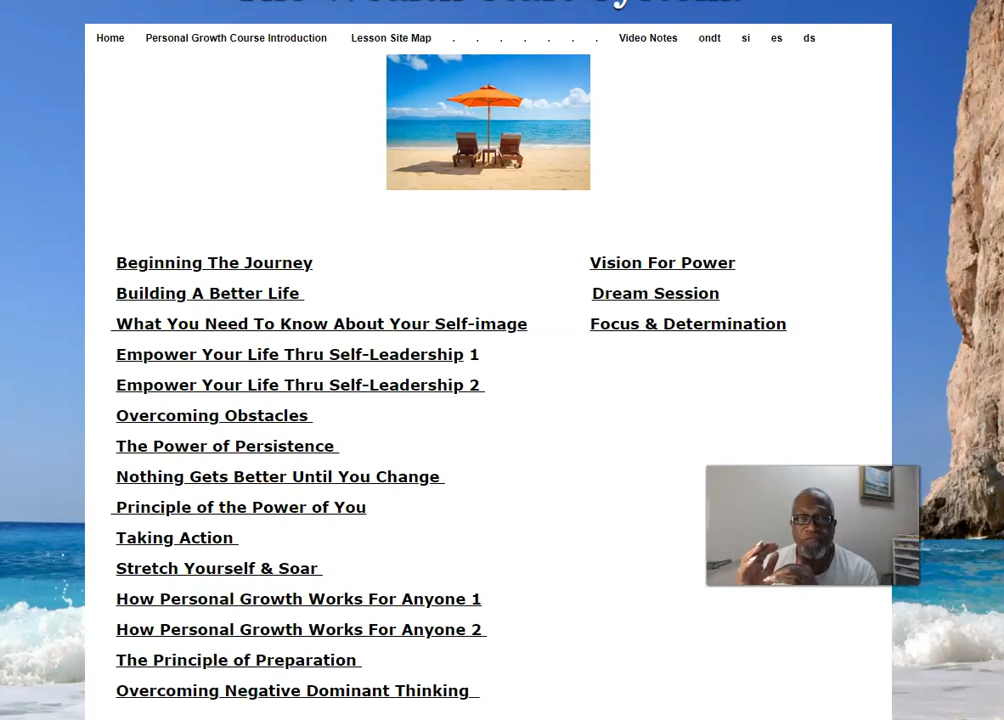 Home Personal Growth Course Introduction Lesson Site Map . . . . . . . Video Notes ondt si es ds
Beginning The Journey
Building A Better Life
What You Need To Know About Your Self-image
Empower Your Life Thru Self-Leadership 1
Empower Your Life Thru Self-Leadership 2
Overcoming Obstacles
The Power of Persistence
Nothing Gets Better Until You Change
Principle of the Power of You
Taking Action
Stretch Yourself & Soar
How Personal Growth Works For Anyone 1
How Personal Growth Works For Anyone 2
The Principle of Preparation
Overcoming Negative Dominant Thinking
Vision For Power
Dream Session
Focus & Determination